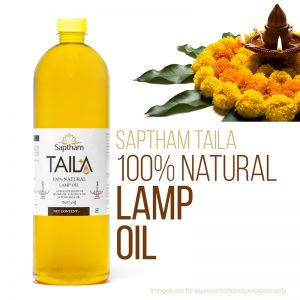 Saptham
TAILA
100% NATURAL
LAMP OIL
NET CONTENT:
SAPTHAM TAILA
100% NATURAL
LAMP
OIL
Images are for representational purposes only